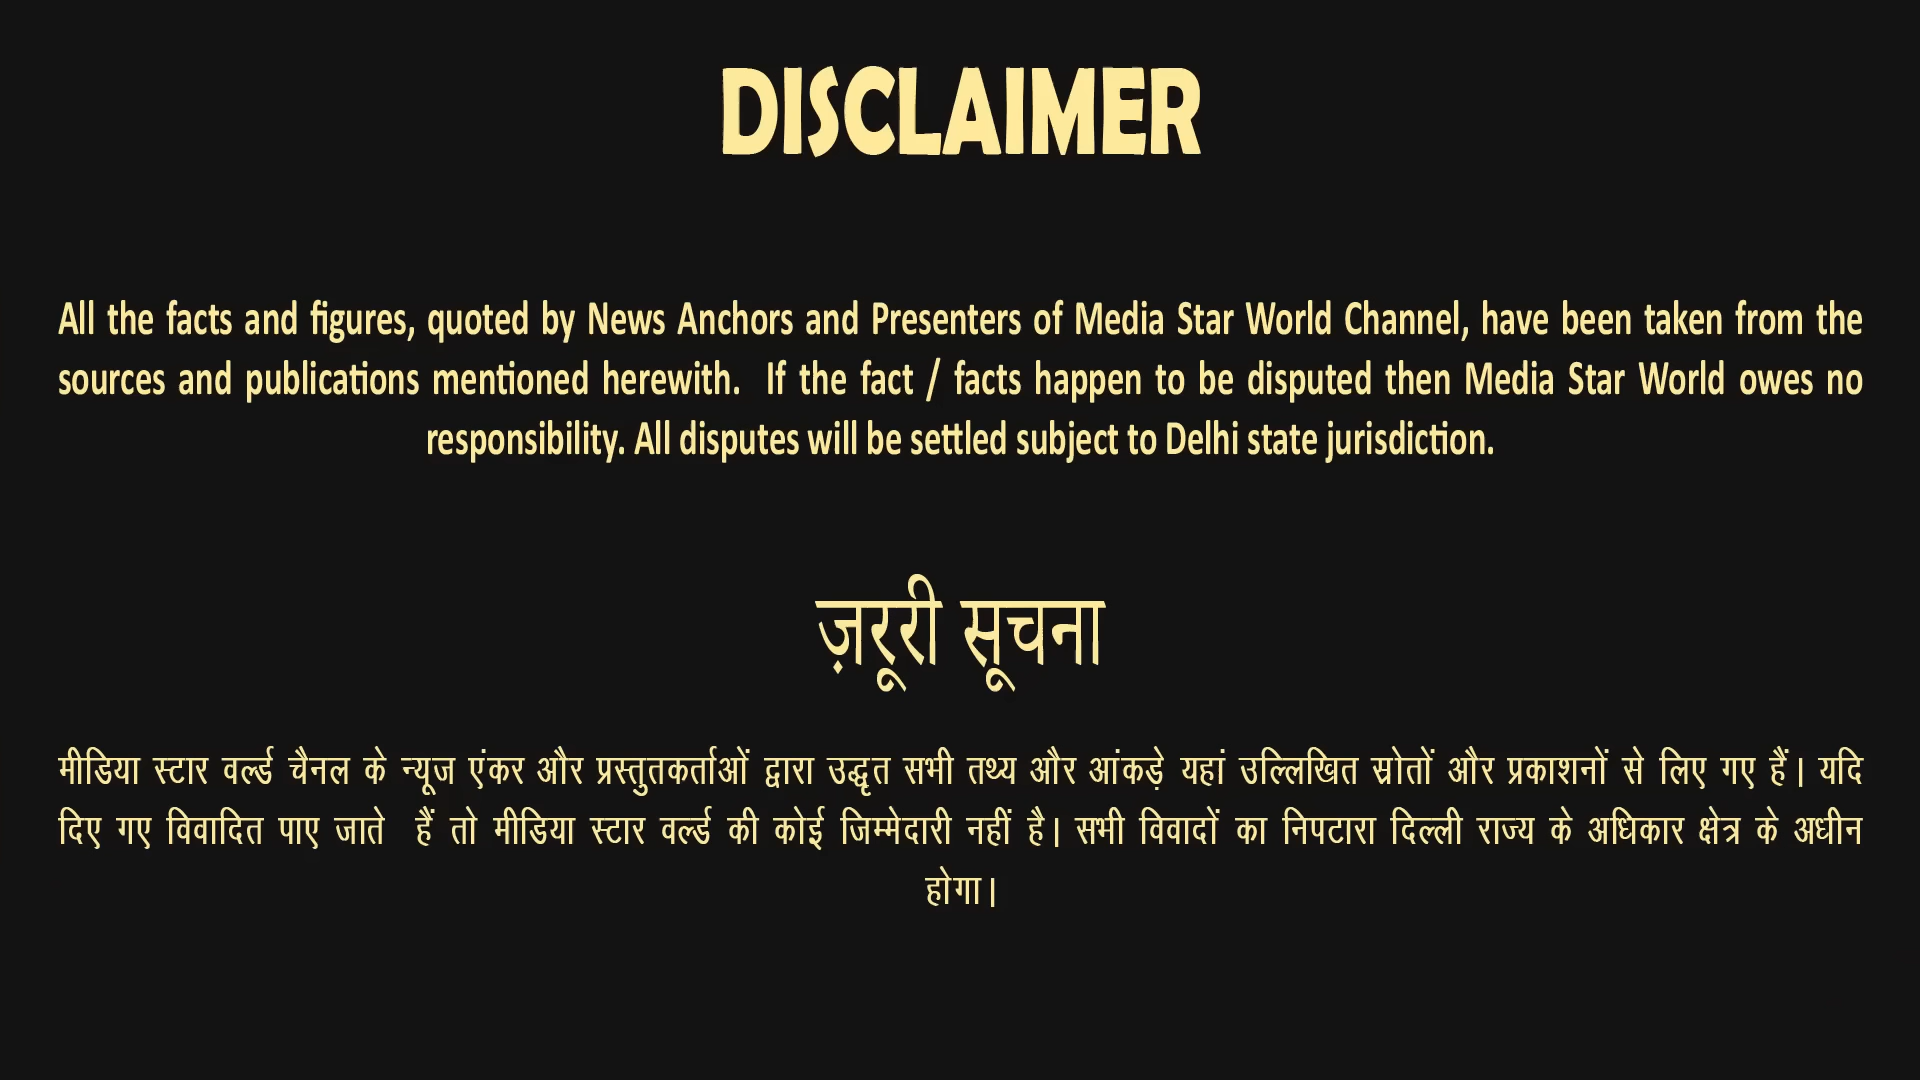 DISCLAIMER
All the facts and figures, quoted by News Anchors and Presenters of Media Star World Channel, have been taken from the
sources and publications mentioned herewith.  If the fact / facts happen to be disputed then Media Star World owes no
responsibility. All disputes will be settled subject to Delhi state jurisdiction.
ज़रूरी सूचना
मीडिया स्टार वर्ल्ड चैनल के न्यूज एंकर और प्रस्तुतकर्ताओं द्वारा उद्धृत सभी तथ्य और आंकड़े यहां उल्लिखित स्रोतों और प्रकाशनों से लिए गए हैं। यदि
दिए गए विवादित पाए जाते  हैं तो मीडिया स्टार वर्ल्ड की कोई जिम्मेदारी नहीं है। सभी विवादों का निपटारा दिल्ली राज्य के अधिकार क्षेत्र के अधीन
होगा।